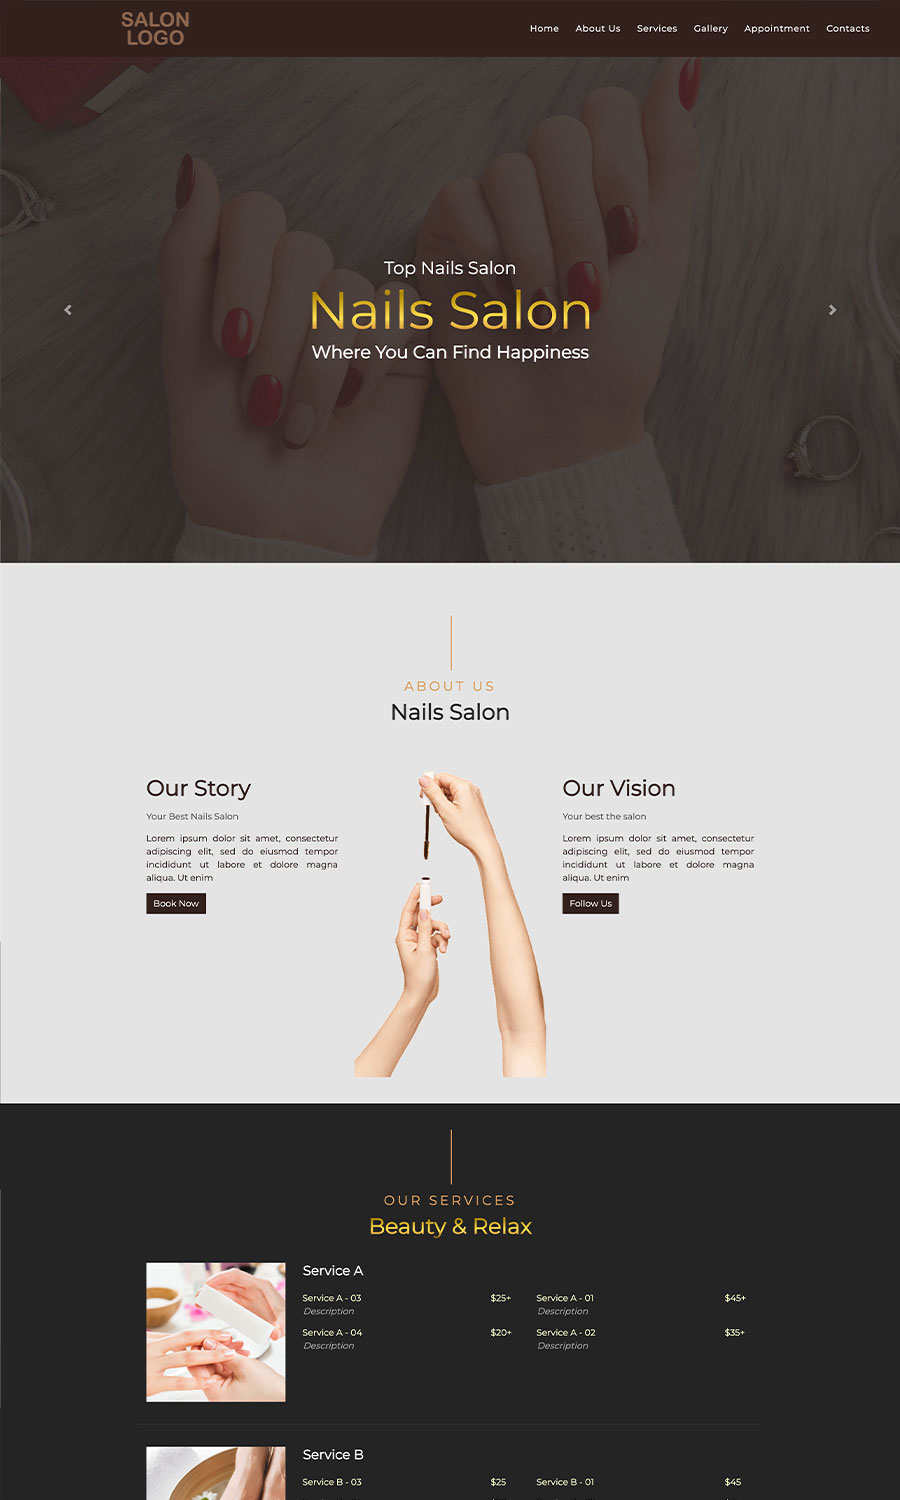 SALON
LOGO
Home About Us Services Gallery Appointment Contacts
Top Nails Salon
Nails Salon
Where You Can Find Happiness
ABOUT US
Nails Salon
Our Story
Your Best Nails Salon
Lorem ipsum dolor sit amet, consectetur
adipiscing elit, sed do eiusmod tempor
incididunt ut labore et dolore magna
aliqua. Ut enim
Book Now
Our Vision
Your best the salon
Lorem ipsum dolor sit amet, consectetur
adipiscing elit, sed do eiusmod tempor
incididunt ut labore et dolore magna
aliqua. Ut enim
Follow Us
OUR SERVICES
Beauty & Relax
Service A
Service A - 03 $25+ Service A - 01 $45+
Description Description
Service A - 04 $20+ Service A - 02 $35+
Description Description
Service B
Service B - 03 $25 Service B - 01 $45